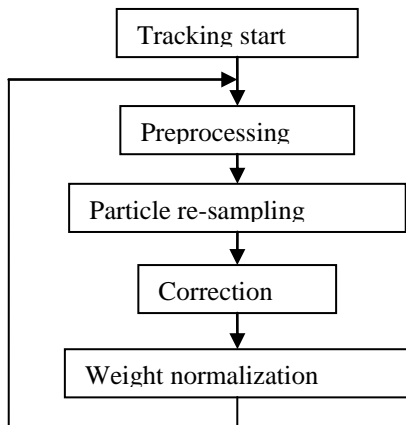 Tracking start
Preprocessing
Particle re-sampling
Correction
Weight normalization